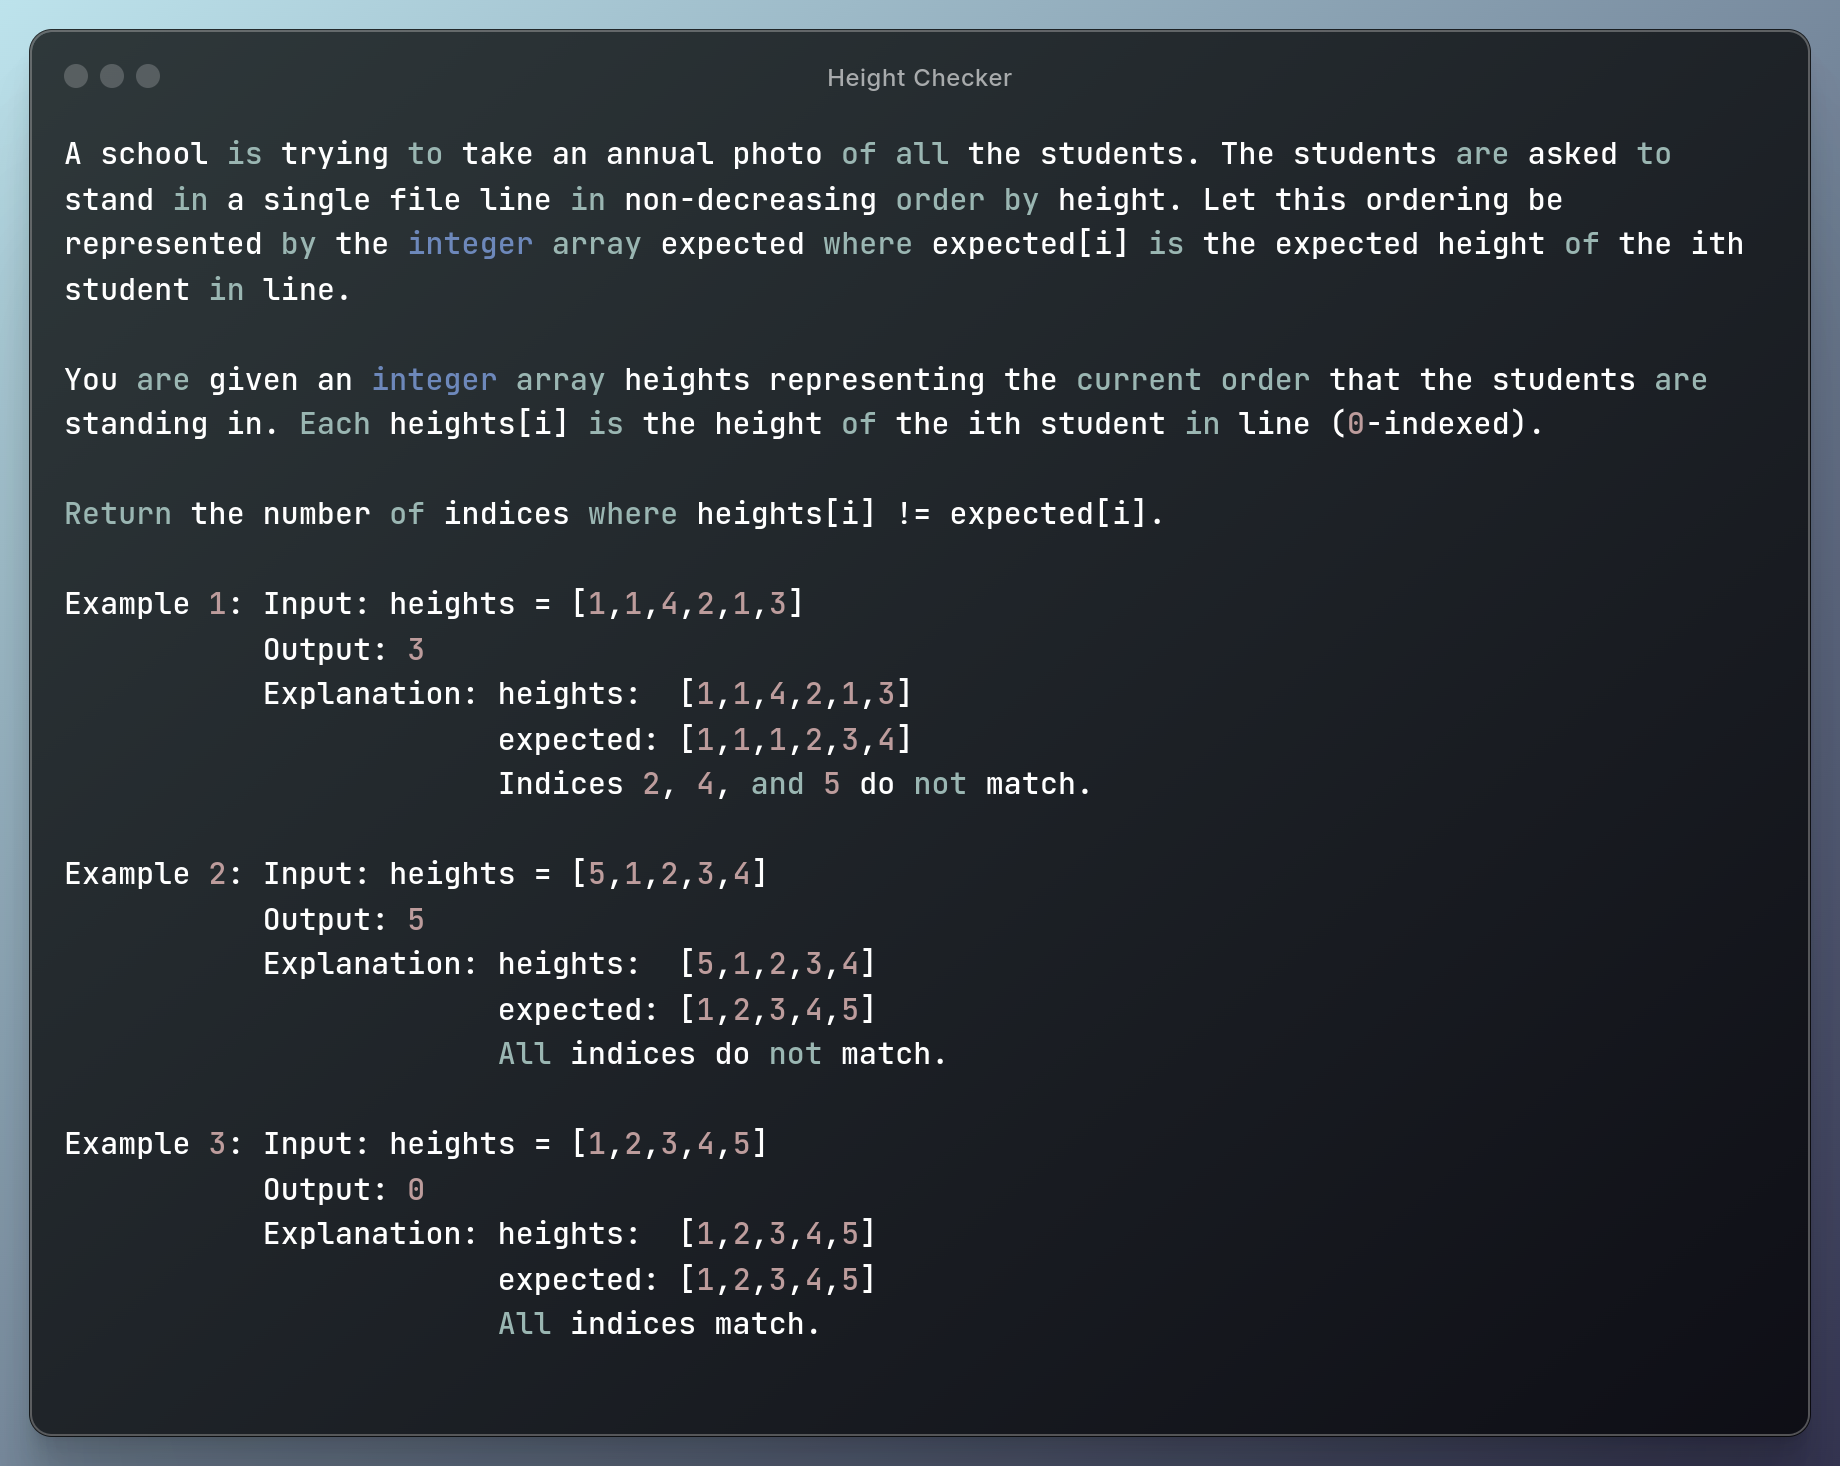 Height Checker
A school is trying to take an annual photo of all the students. The students are asked to
stand in a single file line in non-decreasing order by height. Let this ordering be
represented by the integer array expected where expected[i] is the expected height of the ith
student in line.
You are given an integer array heights representing the current order that the students are
standing in. Each heights[i] is the height of the ith student in line (0-indexed).
Return the number of indices where heights[i] != expected[i].
Example 1: Input: heights = [1,1,4,2,1,3]
Output: 3
Explanation: heights:  [1,1,4,2,1,3]
expected: [1,1,1,2,3,4]
Indices 2, 4, and 5 do not match.
Example 2: Input: heights = [5,1,2,3,4]
Output: 5
Explanation: heights:  [5,1,2,3,4]
expected: [1,2,3,4,5]
All indices do not match.
Example 3: Input: heights = [1,2,3,4,5]
Output: 0
Explanation: heights:  [1,2,3,4,5]
expected: [1,2,3,4,5]
All indices match.